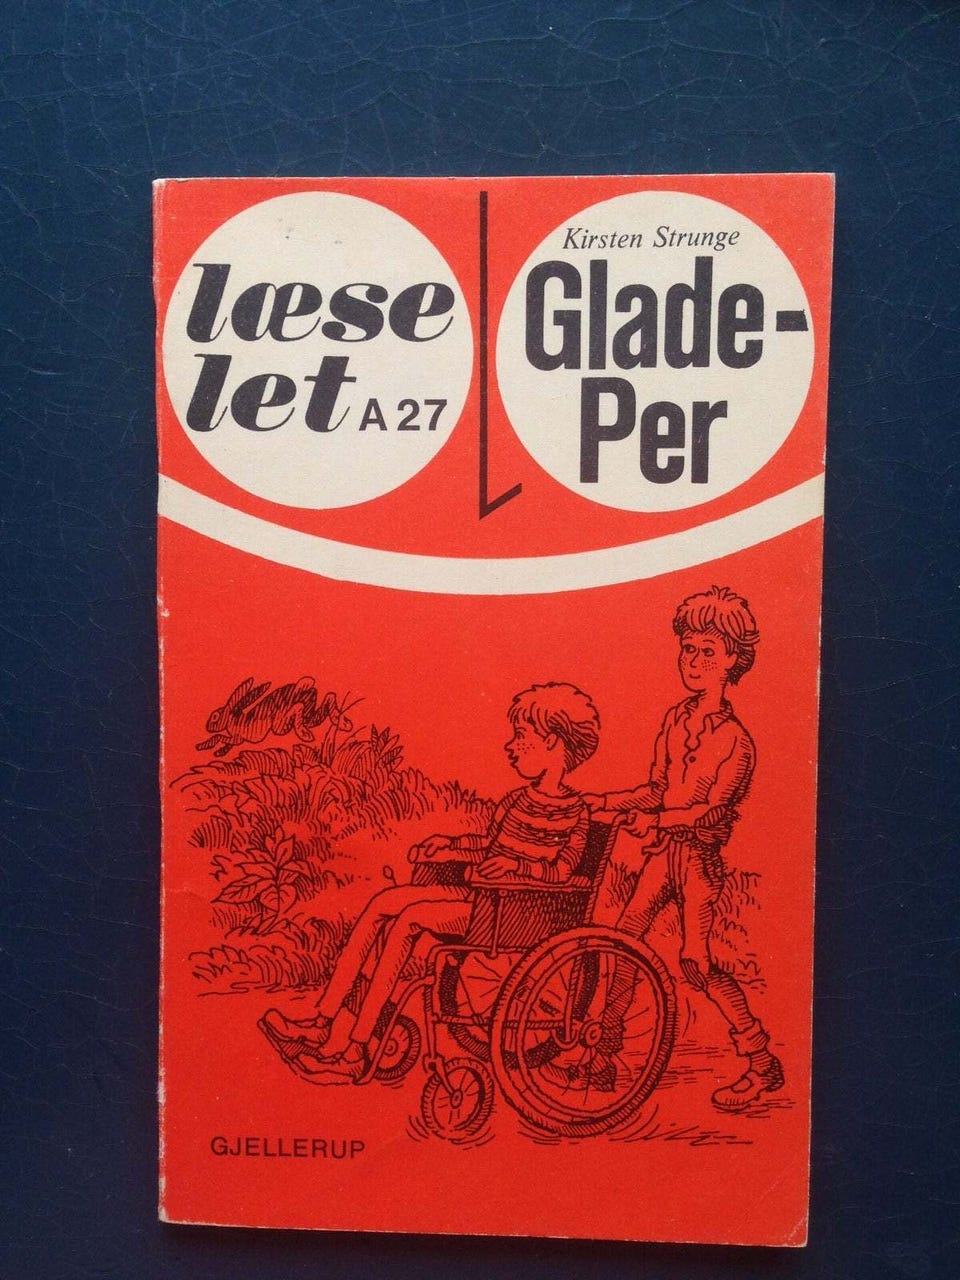 læse
let A 27
Kirsten Strunge
Glade-
Per
GJELLERUP